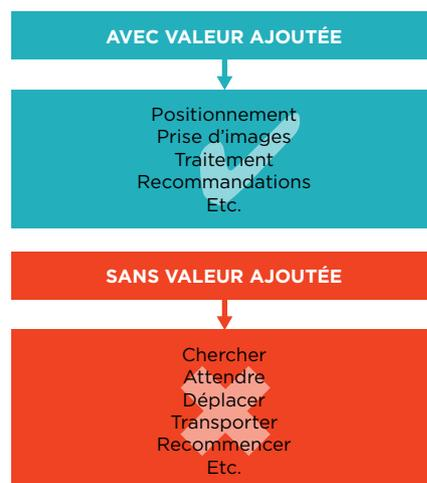 AVEC VALEUR AJOUTÉE
Positionnement
Prise d'images
Traitement
Recommandations
Etc.
SANS VALEUR AJOUTÉE
Chercher
Attendre
Déplacer
Transporter
Recommencer
Etc.